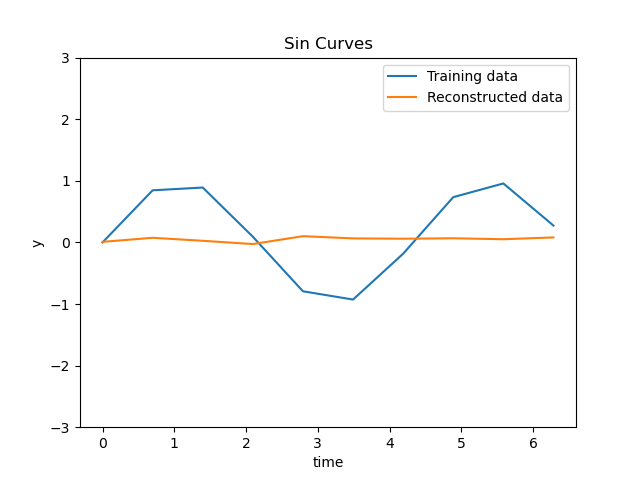 Sin Curves
Training data
Reconstructed data
3
2
1
0
−1
−2
−3
y
0 1 2 3 4 5 6
time